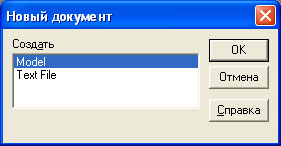 Новый документ
Создать
Model
Text File
OK
Отмена
Справка